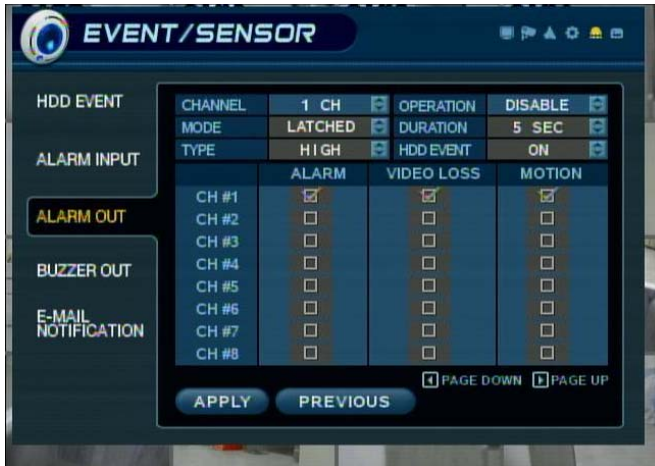 EVENT/SENSOR
HDD EVENT
ALARM INPUT
ALARM OUT
BUZZER OUT
E-MAIL
NOTIFICATION
CHANNEL 1 CH OPERATION DISABLE
MODE LATCHED DURATION 5 SEC
TYPE HIGH HDD EVENT ON
ALARM VIDEO LOSS MOTION
CH #1
CH #2
CH #3
CH #4
CH #5
CH #6
CH #7
CH #8
PAGE DOWN PAGE UP
APPLY PREVIOUS